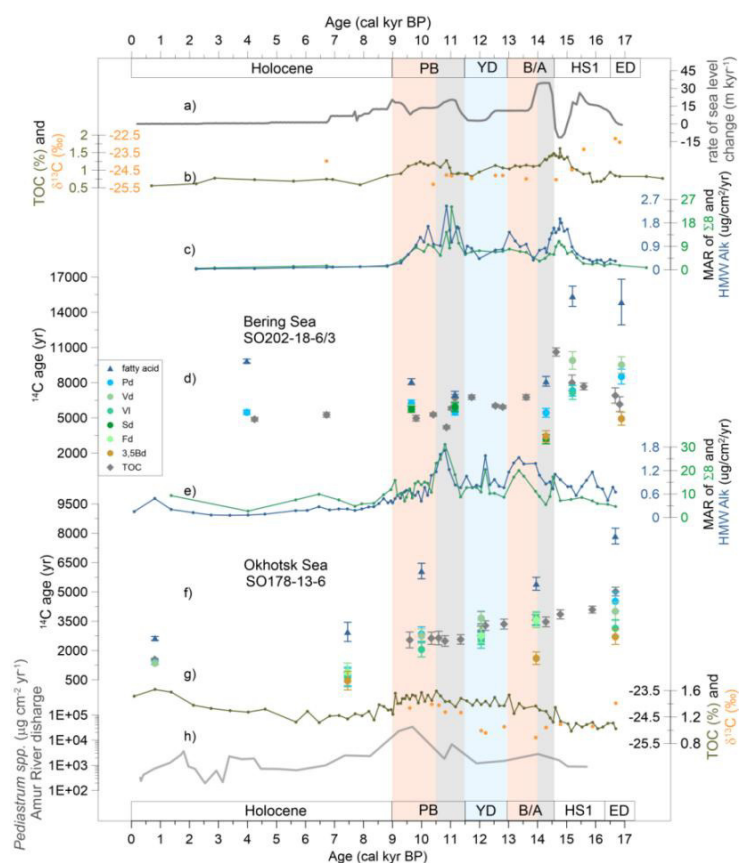 Age (cal kyr BP)
0 1 2 3 4 5 6 7 8 9 10 11 12 13 14 15 16 17
Holocene PB YD B/A HS1 ED
a)
45
30
15
0
-15
rate of sea level
change (m kyr⁻¹)
TOC (%) and
δ¹³C (‰)
2
1.5
1
0.5
-22.5
-23.5
-24.5
-25.5
b)
c)
2.7
1.8
0.9
0
27
18
9
0
MAR of Σ8 and
HMW Alk (ug/cm²/yr)
17000
14000
11000
8000
5000
2000
¹⁴C age (yr)
Bering Sea
SO202-18-6/3
fatty acid
Pd
Vd
Vl
Sd
Fd
3,5Bd
TOC
d)
e)
1.8
1.2
0.6
0
30
20
10
0
MAR of Σ8 and
HMW Alk (ug/cm²/yr)
9500
8000
6500
5000
3500
2000
500
¹⁴C age (yr)
Okhotsk Sea
SO178-13-6
f)
g)
-23.5
-24.5
-25.5
1.6
1.2
0.8
TOC (%) and
δ¹³C (‰)
Pediastrum spp. (μg cm⁻² yr⁻¹)
Amur River disharge
1E+05
1E+04
1E+03
1E+02
h)
Holocene PB YD B/A HS1 ED
0 1 2 3 4 5 6 7 8 9 10 11 12 13 14 15 16 17
Age (cal kyr BP)